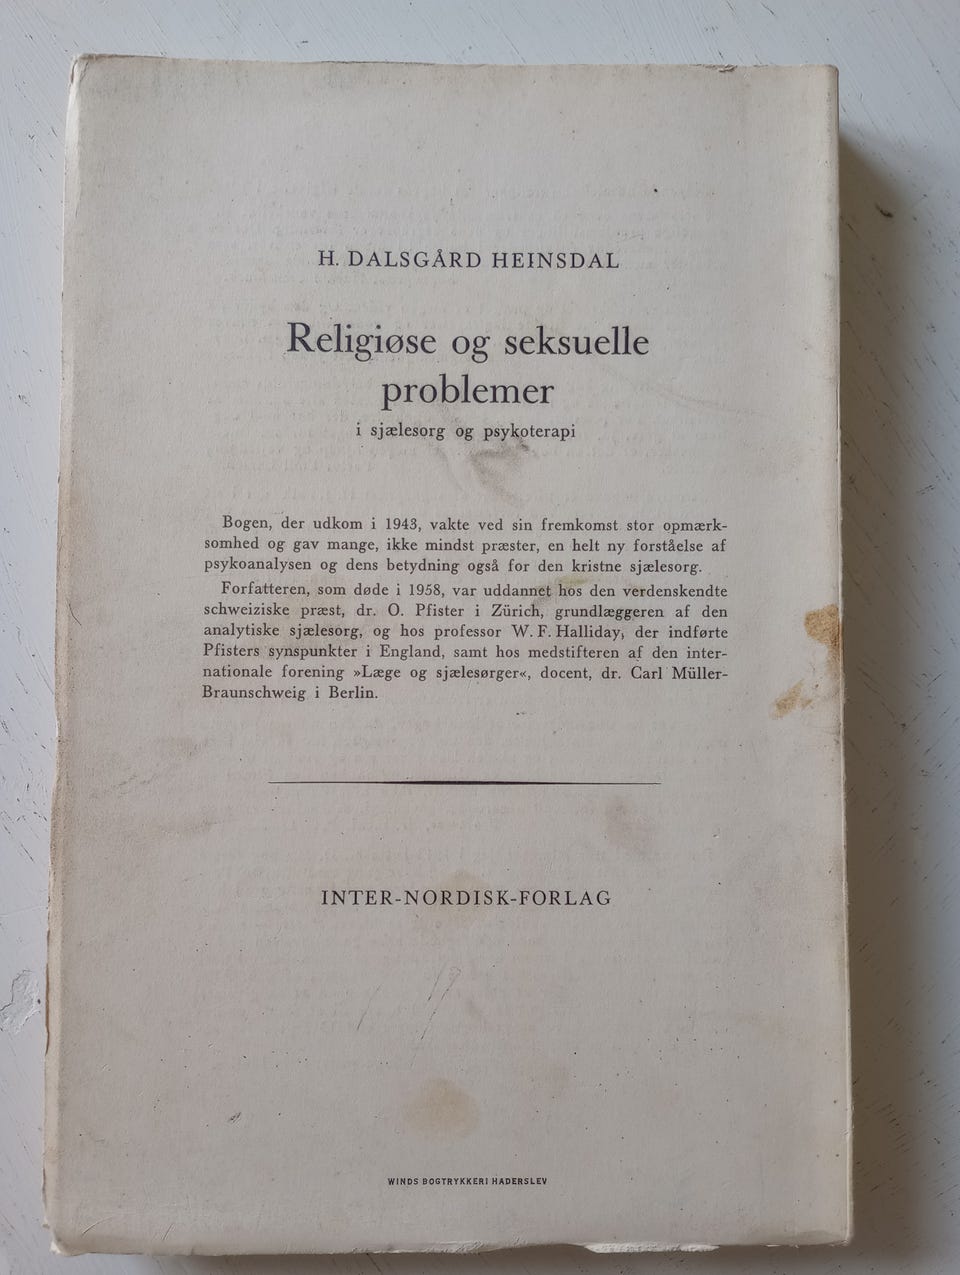 H. DALSGÅRD HEINSDAL
Religiøse og seksuelle
problemer
i sjælesorg og psykoterapi
Bogen, der udkom i 1943, vakte ved sin fremkomst stor opmærk-
somhed og gav mange, ikke mindst præster, en helt ny forståelse af
psykoanalysen og dens betydning også for den kristne sjælesorg.
Forfatteren, som døde i 1958, var uddannet hos den verdenskendte
schweiziske præst, dr. O. Pfister i Zürich, grundlæggeren af den
analytiske sjælesorg, og hos professor W. F. Halliday, der indførte
Pfisters synspunkter i England, samt hos medstifteren af den inter-
nationale forening »Læge og sjælesørger«, docent, dr. Carl Müller-
Braunschweig i Berlin.
INTER-NORDISK-FORLAG
WINDS BOGTRYKKERI HADERSLEV